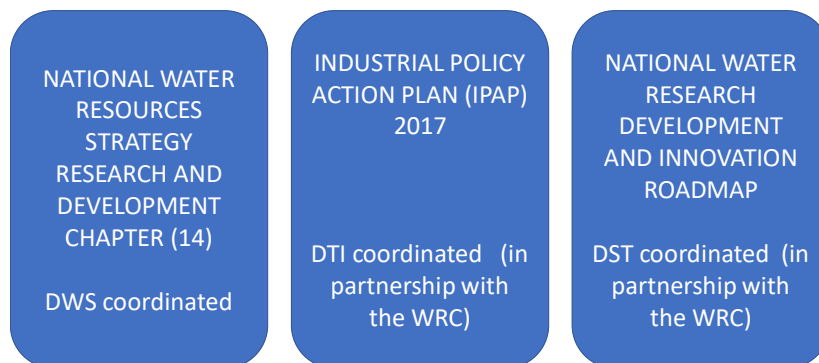 NATIONAL WATER
RESOURCES
STRATEGY
RESEARCH AND
DEVELOPMENT
CHAPTER (14)
DWS coordinated
INDUSTRIAL POLICY
ACTION PLAN (IPAP)
2017
DTI coordinated (in
partnership with
the WRC)
NATIONAL WATER
RESEARCH
DEVELOPMENT
AND INNOVATION
ROADMAP
DST coordinated (in
partnership with
the WRC)